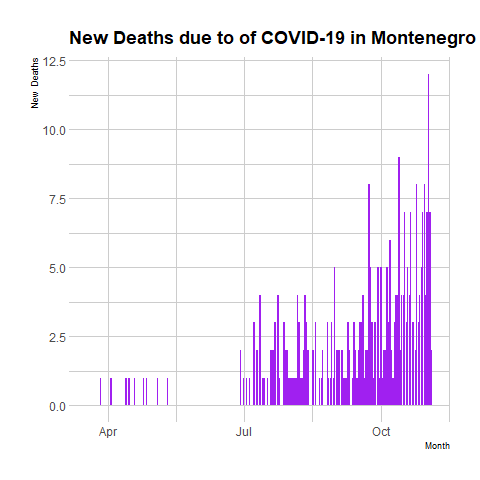 New Deaths due to of COVID-19 in Montenegro
New Deaths
12.5
10.0
7.5
5.0
2.5
0.0
Apr
Jul
Oct
Month